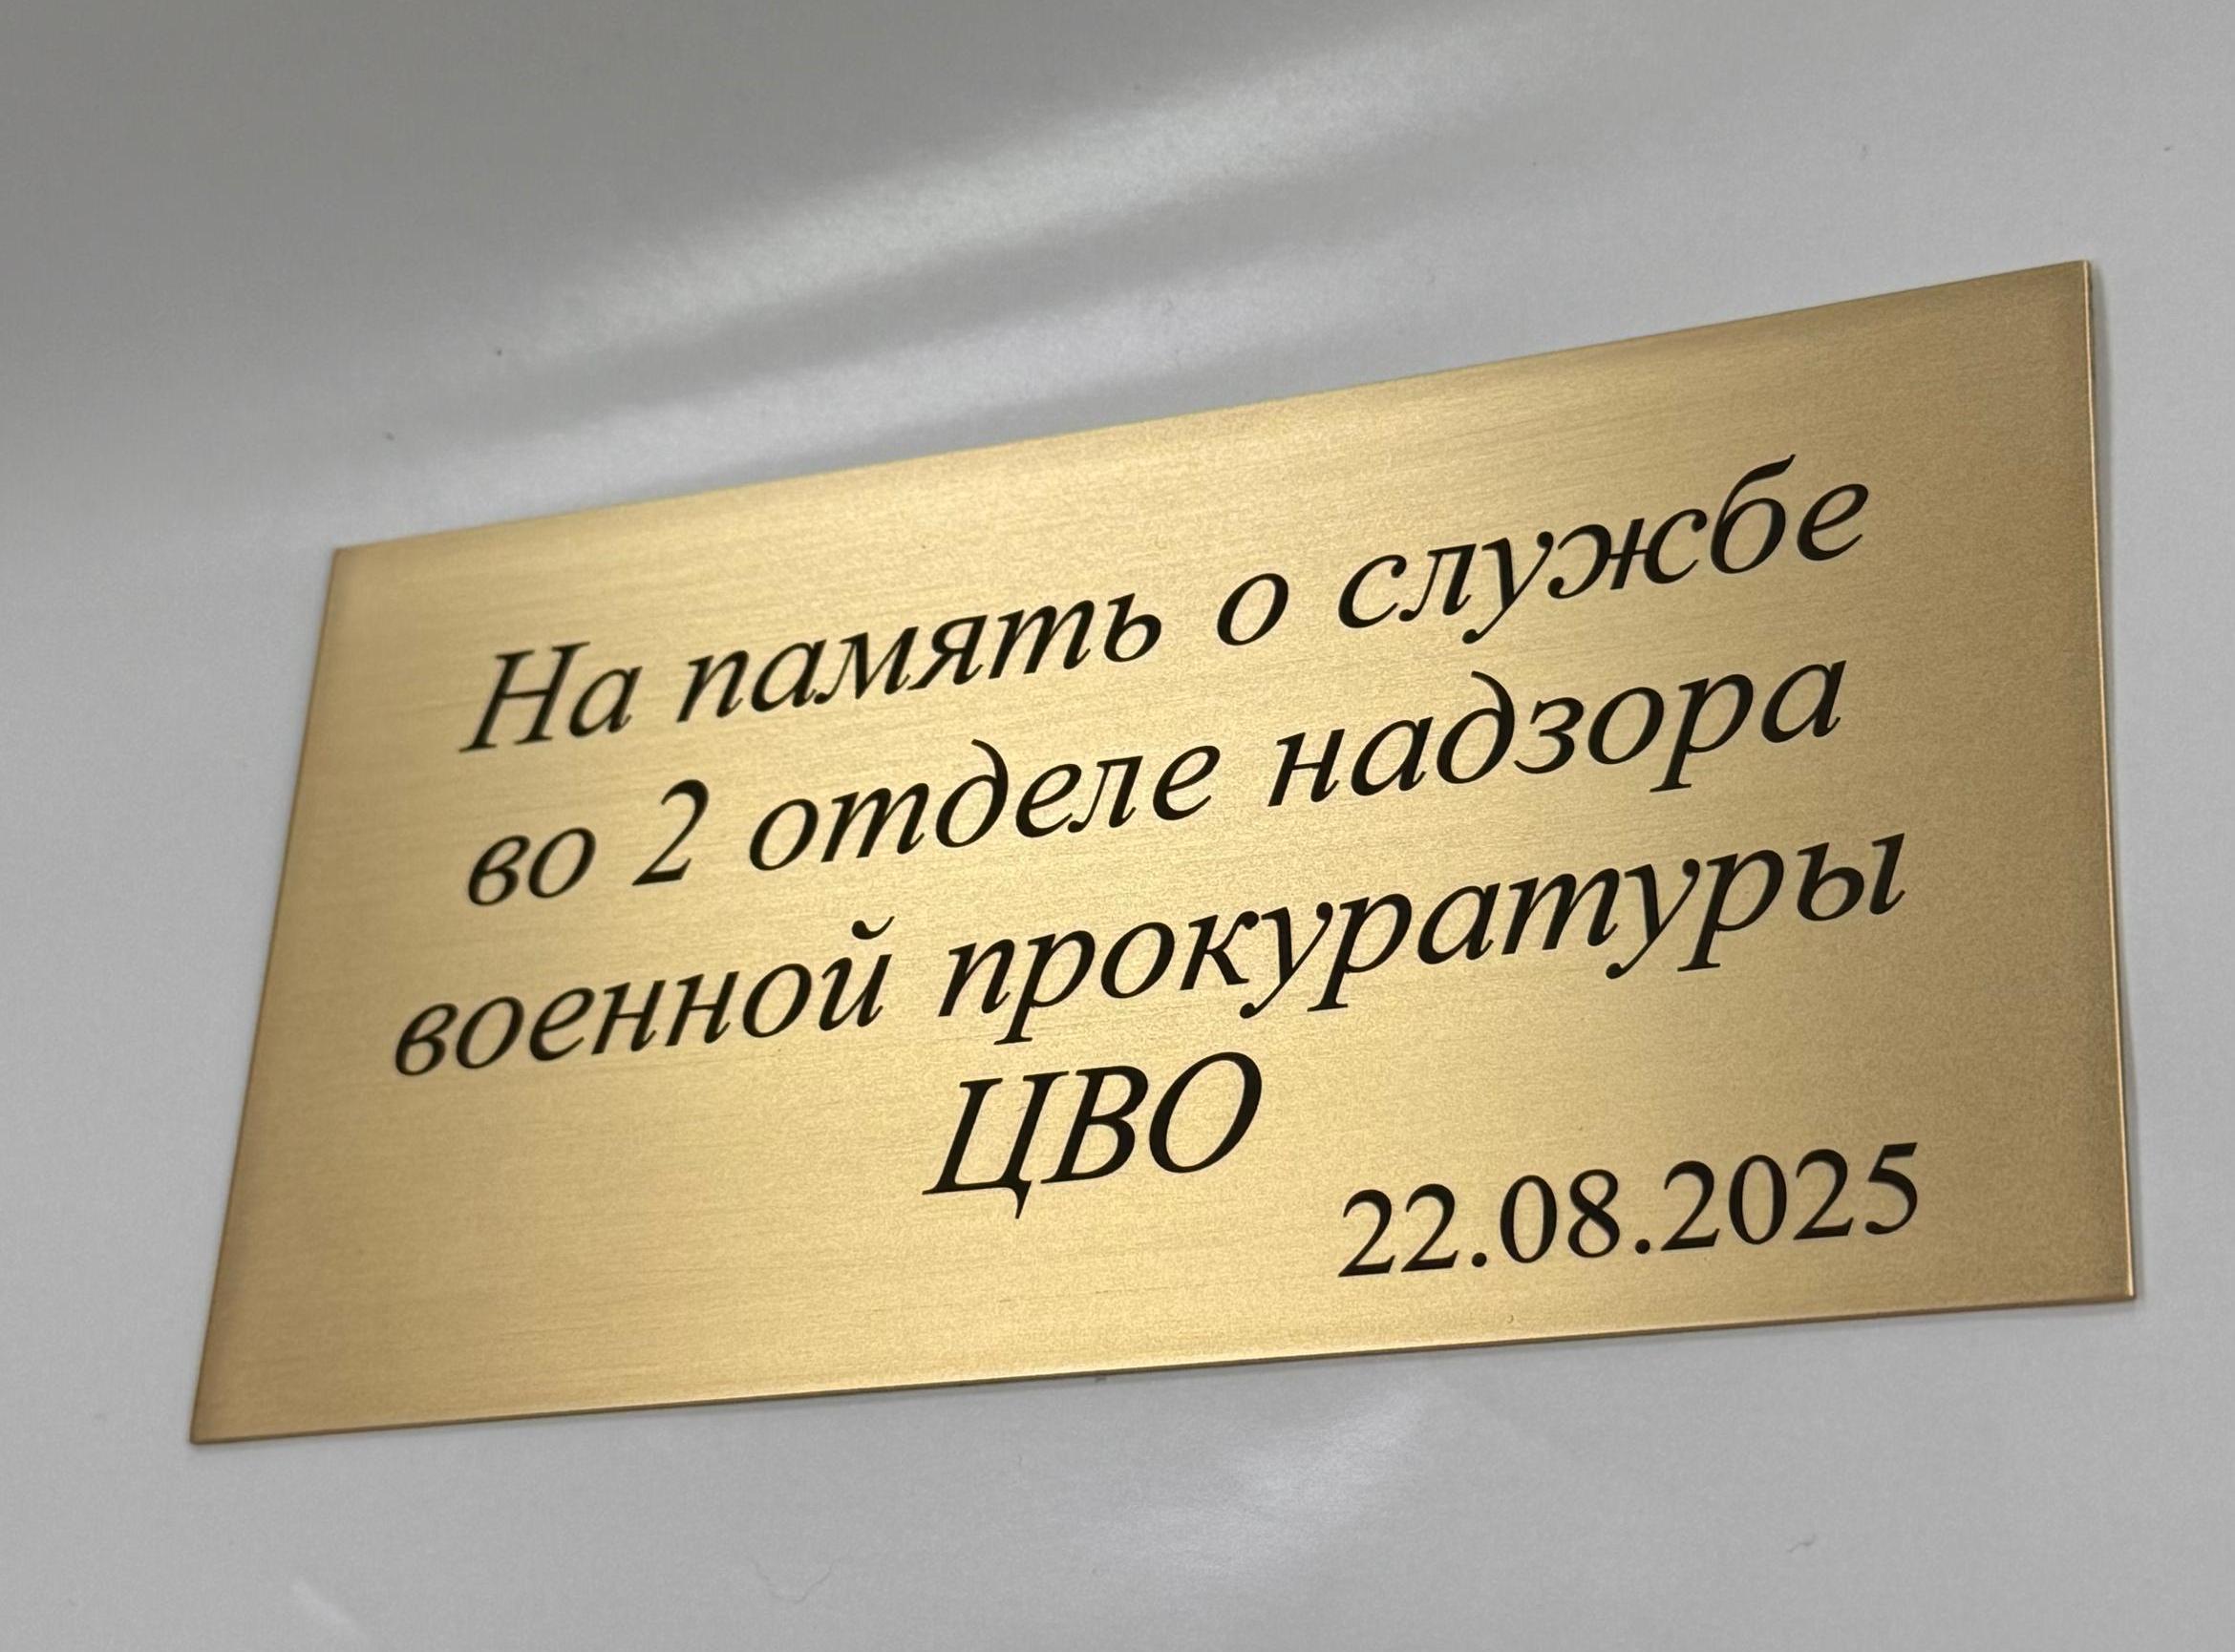 На память о службе
во 2 отделе надзора
военной прокуратуры
ЦВО
22.08.2025